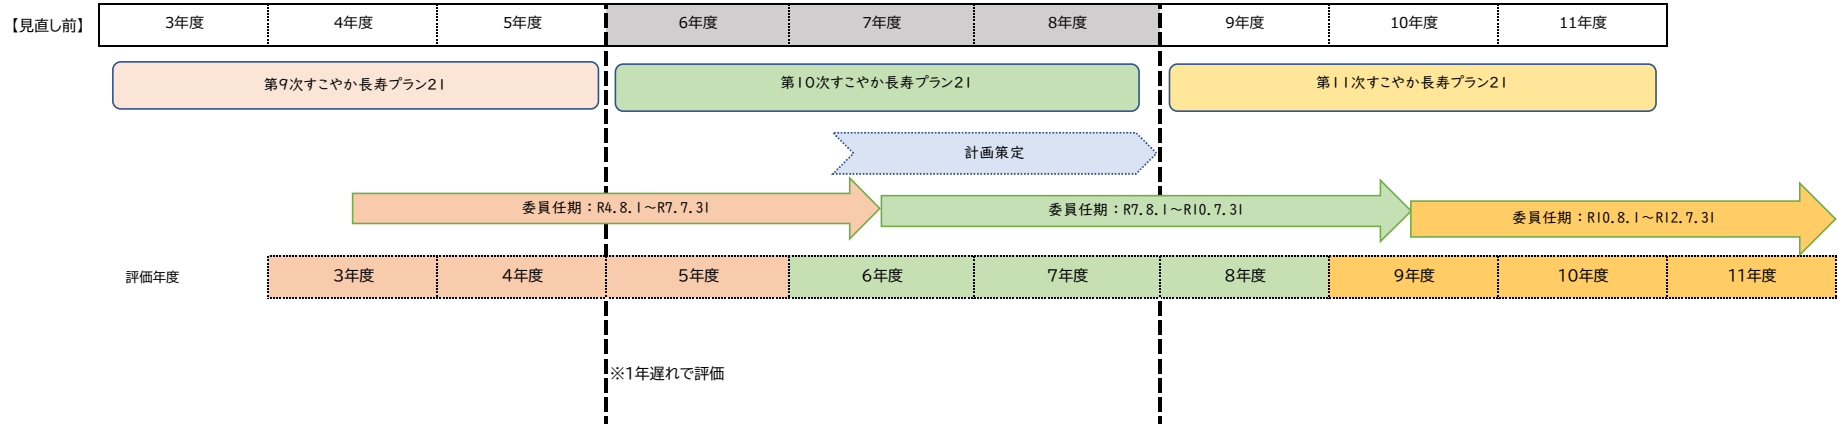 【見直し前】
3年度
4年度
5年度
6年度
7年度
8年度
9年度
10年度
11年度
第9次すこやか長寿プラン21
第10次すこやか長寿プラン21
第11次すこやか長寿プラン21
計画策定
委員任期：R4.8.1～R7.7.31
委員任期：R7.8.1～R10.7.31
委員任期：R10.8.1～R12.7.31
評価年度
3年度
4年度
5年度
6年度
7年度
8年度
9年度
10年度
11年度
※1年遅れで評価